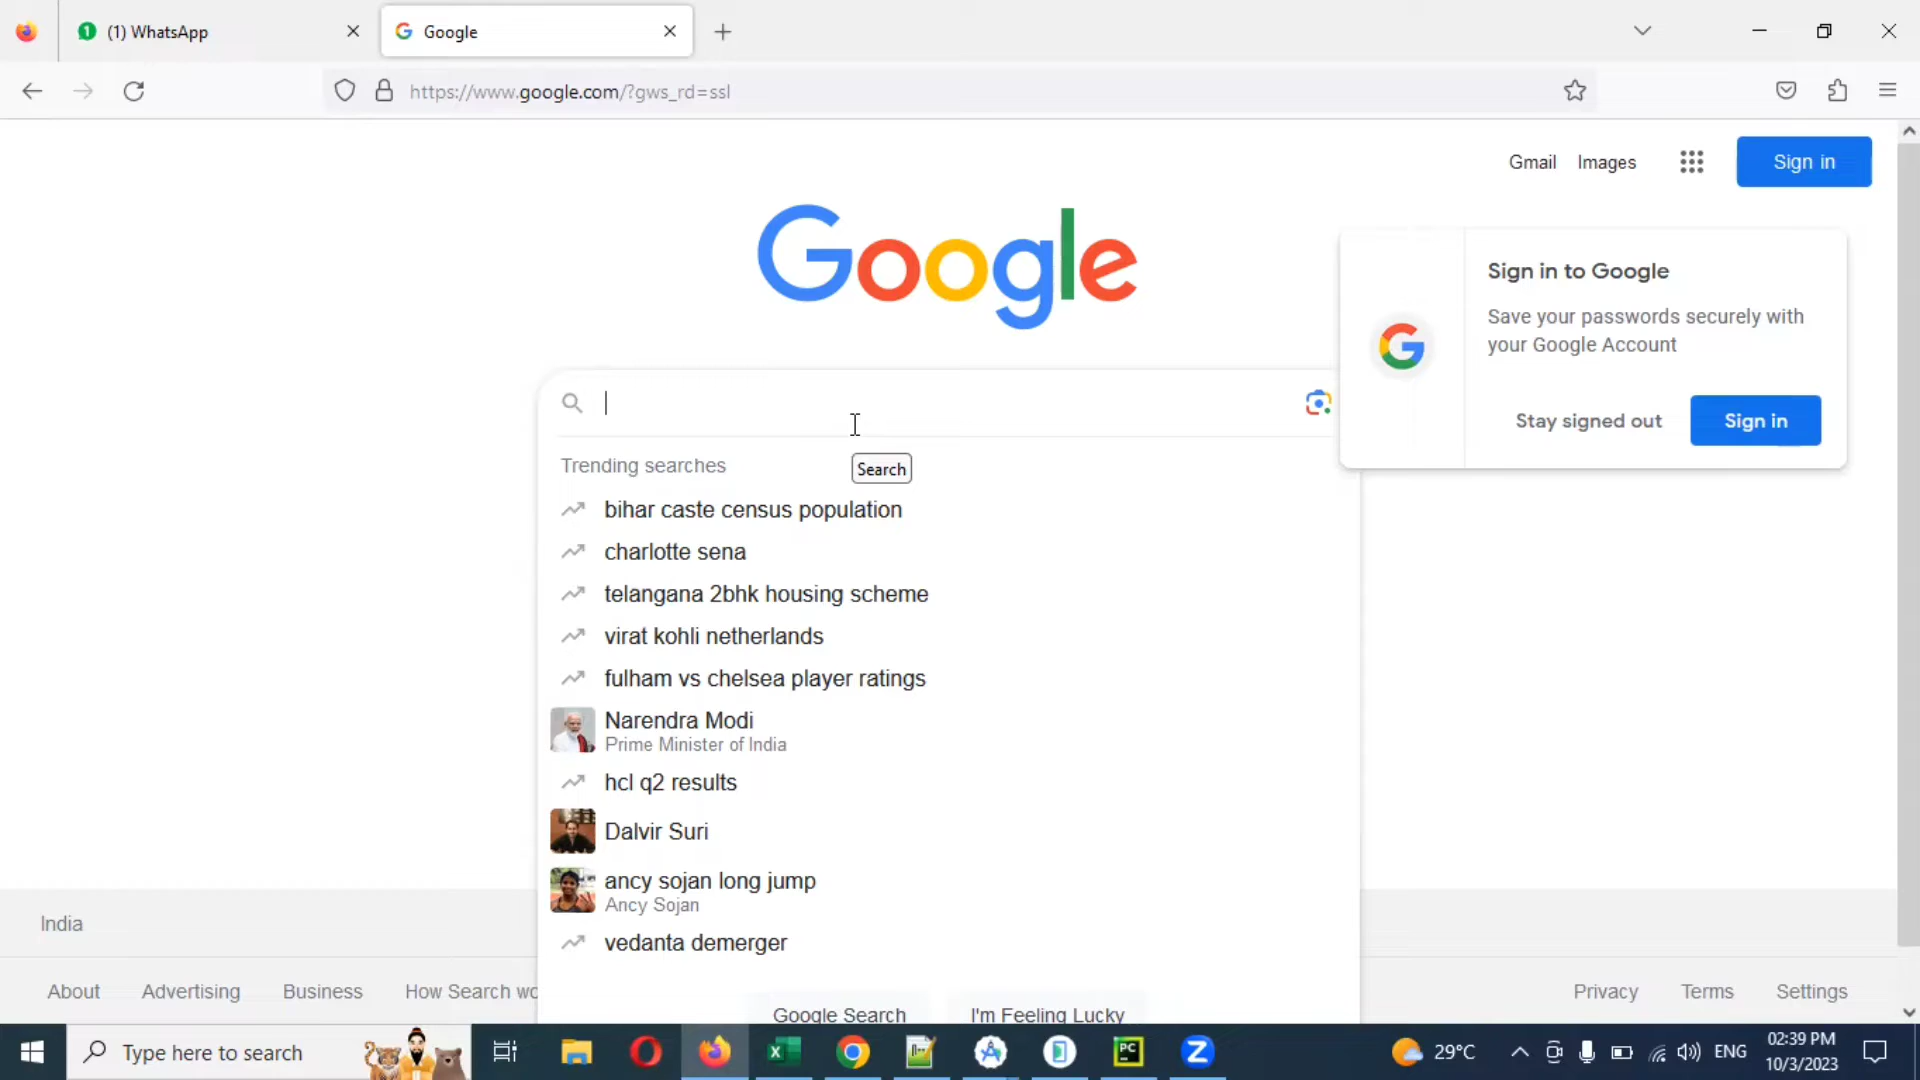 (1) WhatsApp
Google
https://www.google.com/?gws_rd=ssl
Gmail Images Sign in
Google
Sign in to Google
Save your passwords securely with
your Google Account
Stay signed out Sign in
Trending searches
Search
bihar caste census population
charlotte sena
telangana 2bhk housing scheme
virat kohli netherlands
fulham vs chelsea player ratings
Narendra Modi
Prime Minister of India
hcl q2 results
Dalvir Suri
ancy sojan long jump
Ancy Sojan
vedanta demerger
India
About Advertising Business How Search wo
Google Search I'm Feeling Lucky
Privacy Terms Settings
Type here to search
PC
Z
29°C
ENG
02:39 PM
10/3/2023